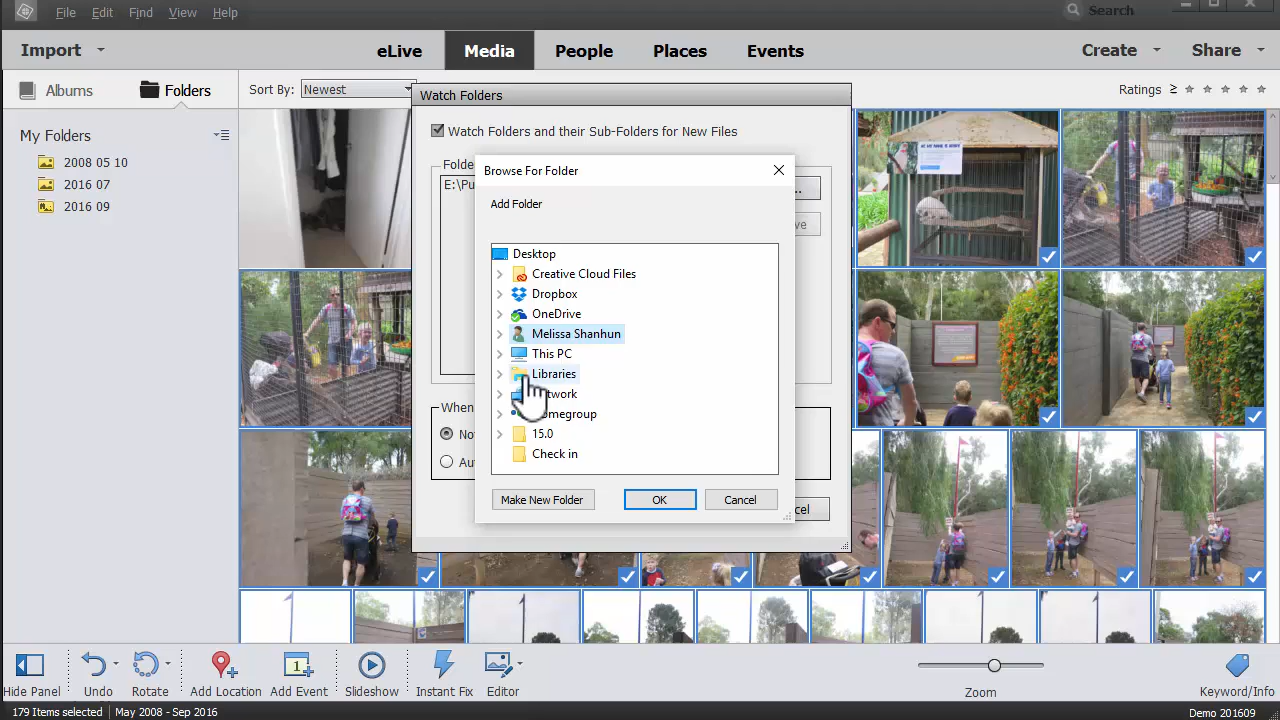 File Edit Find View Help
Search
Import eLive Media People Places Events Create Share
Albums Folders Sort By: Newest Ratings ≥
Watch Folders
My Folders
2008 05 10
2016 07
2016 09
Watch Folders and their Sub-Folders for New Files
Browse For Folder
Add Folder
Desktop
Creative Cloud Files
Dropbox
OneDrive
Melissa Shanhun
This PC
Libraries
15.0
Check in
Make New Folder OK Cancel
When
Hide Panel Undo Rotate Add Location Add Event Slideshow Instant Fix Editor Zoom Keyword/Info
179 Items selected May 2008 - Sep 2016 Demo 201609